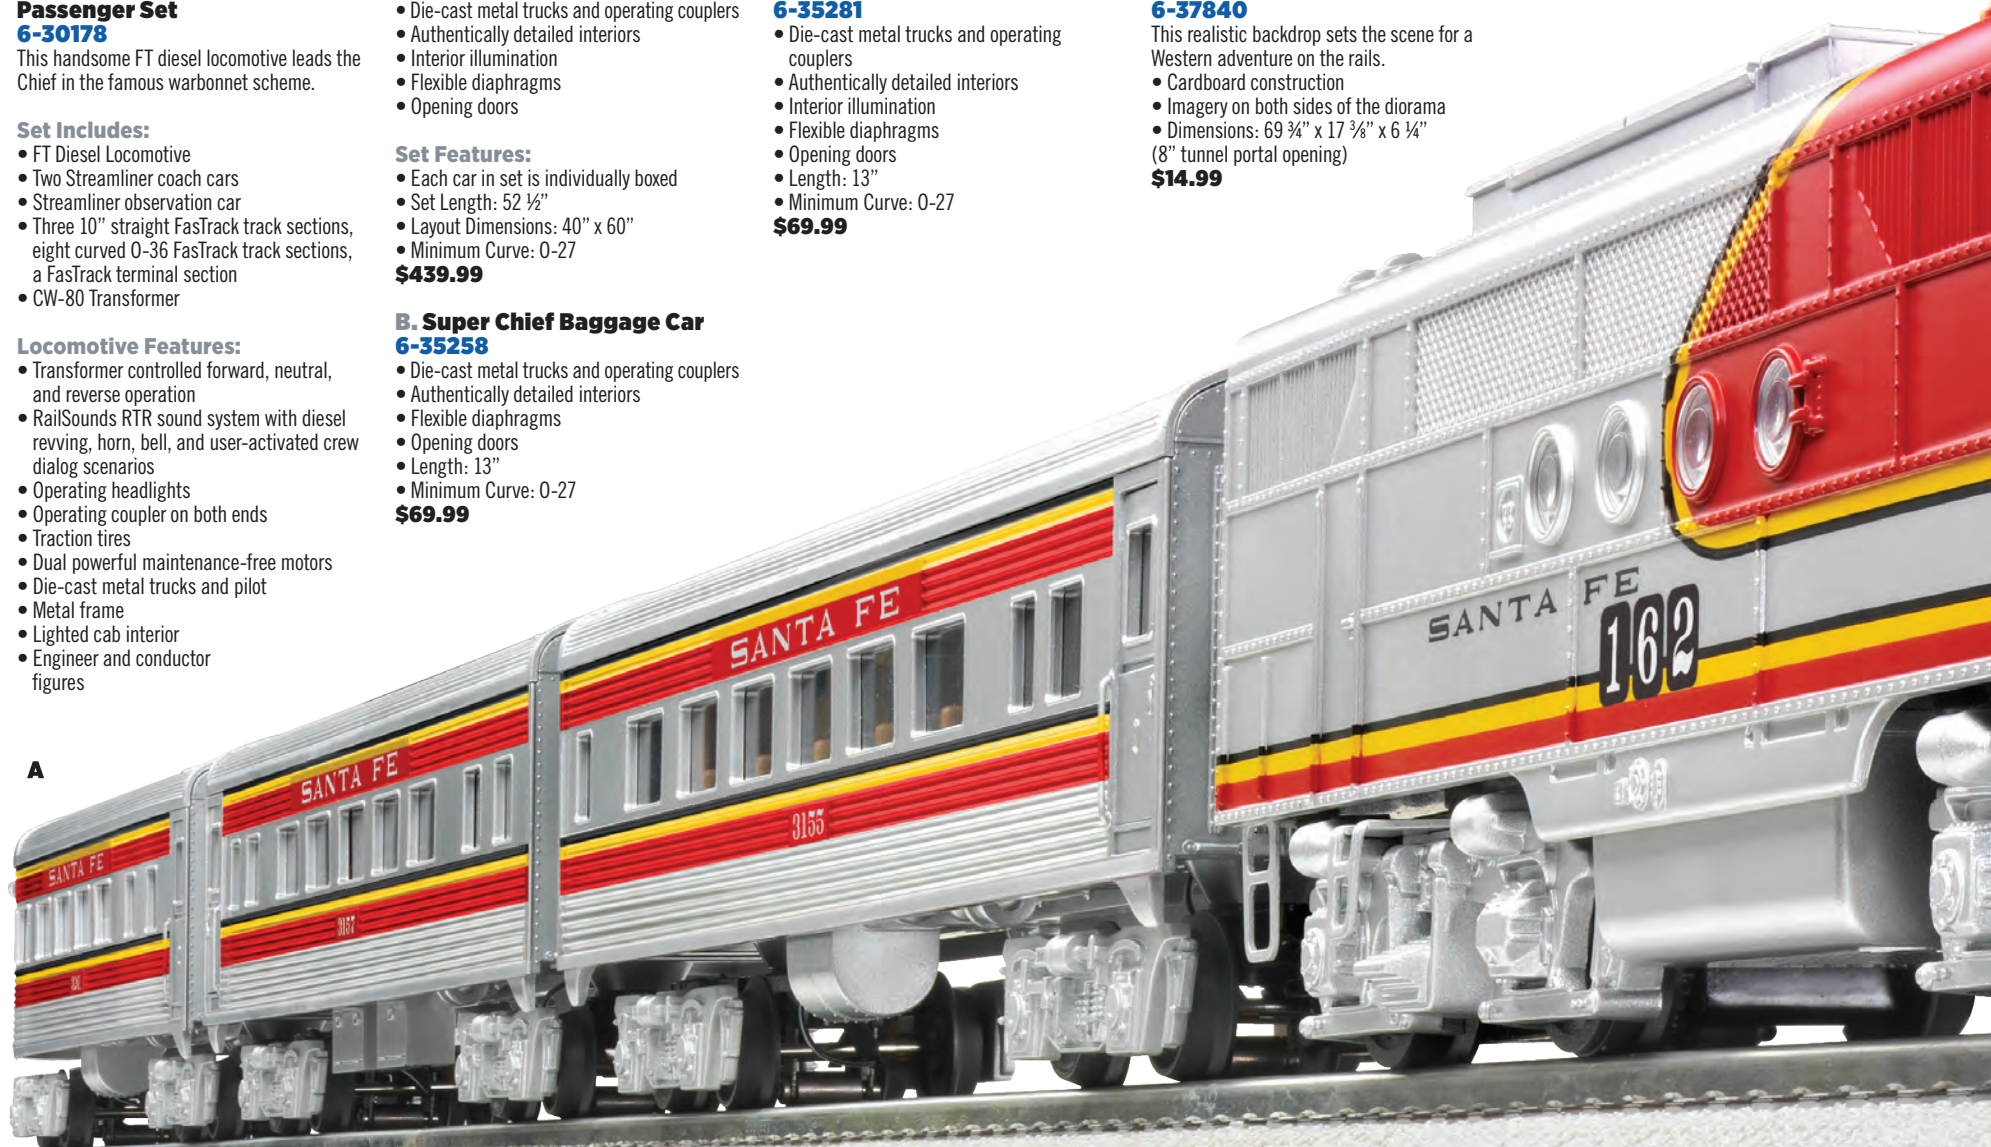 Passenger Set
6-30178
This handsome FT diesel locomotive leads the
Chief in the famous warbonnet scheme.
Set Includes:
• FT Diesel Locomotive
• Two Streamliner coach cars
• Streamliner observation car
• Three 10” straight FasTrack track sections,
eight curved O-36 FasTrack track sections,
a FasTrack terminal section
• CW-80 Transformer
Locomotive Features:
• Transformer controlled forward, neutral,
and reverse operation
• RailSounds RTR sound system with diesel
revving, horn, bell, and user-activated crew
dialog scenarios
• Operating headlights
• Operating coupler on both ends
• Traction tires
• Dual powerful maintenance-free motors
• Die-cast metal trucks and pilot
• Metal frame
• Lighted cab interior
• Engineer and conductor
figures
• Die-cast metal trucks and operating couplers
• Authentically detailed interiors
• Interior illumination
• Flexible diaphragms
• Opening doors
Set Features:
• Each car in set is individually boxed
• Set Length: 52 ½”
• Layout Dimensions: 40” x 60”
• Minimum Curve: O-27
$439.99
B. Super Chief Baggage Car
6-35258
• Die-cast metal trucks and operating couplers
• Authentically detailed interiors
• Flexible diaphragms
• Opening doors
• Length: 13”
• Minimum Curve: O-27
$69.99
6-35281
• Die-cast metal trucks and operating
couplers
• Authentically detailed interiors
• Interior illumination
• Flexible diaphragms
• Opening doors
• Length: 13”
• Minimum Curve: O-27
$69.99
6-37840
This realistic backdrop sets the scene for a
Western adventure on the rails.
• Cardboard construction
• Imagery on both sides of the diorama
• Dimensions: 69 ¾” x 17 ⅜” x 6 ¼”
(8” tunnel portal opening)
$14.99
A
SANTA FE
SANTA FE
3157
SANTA FE
3155
SANTA FE
162